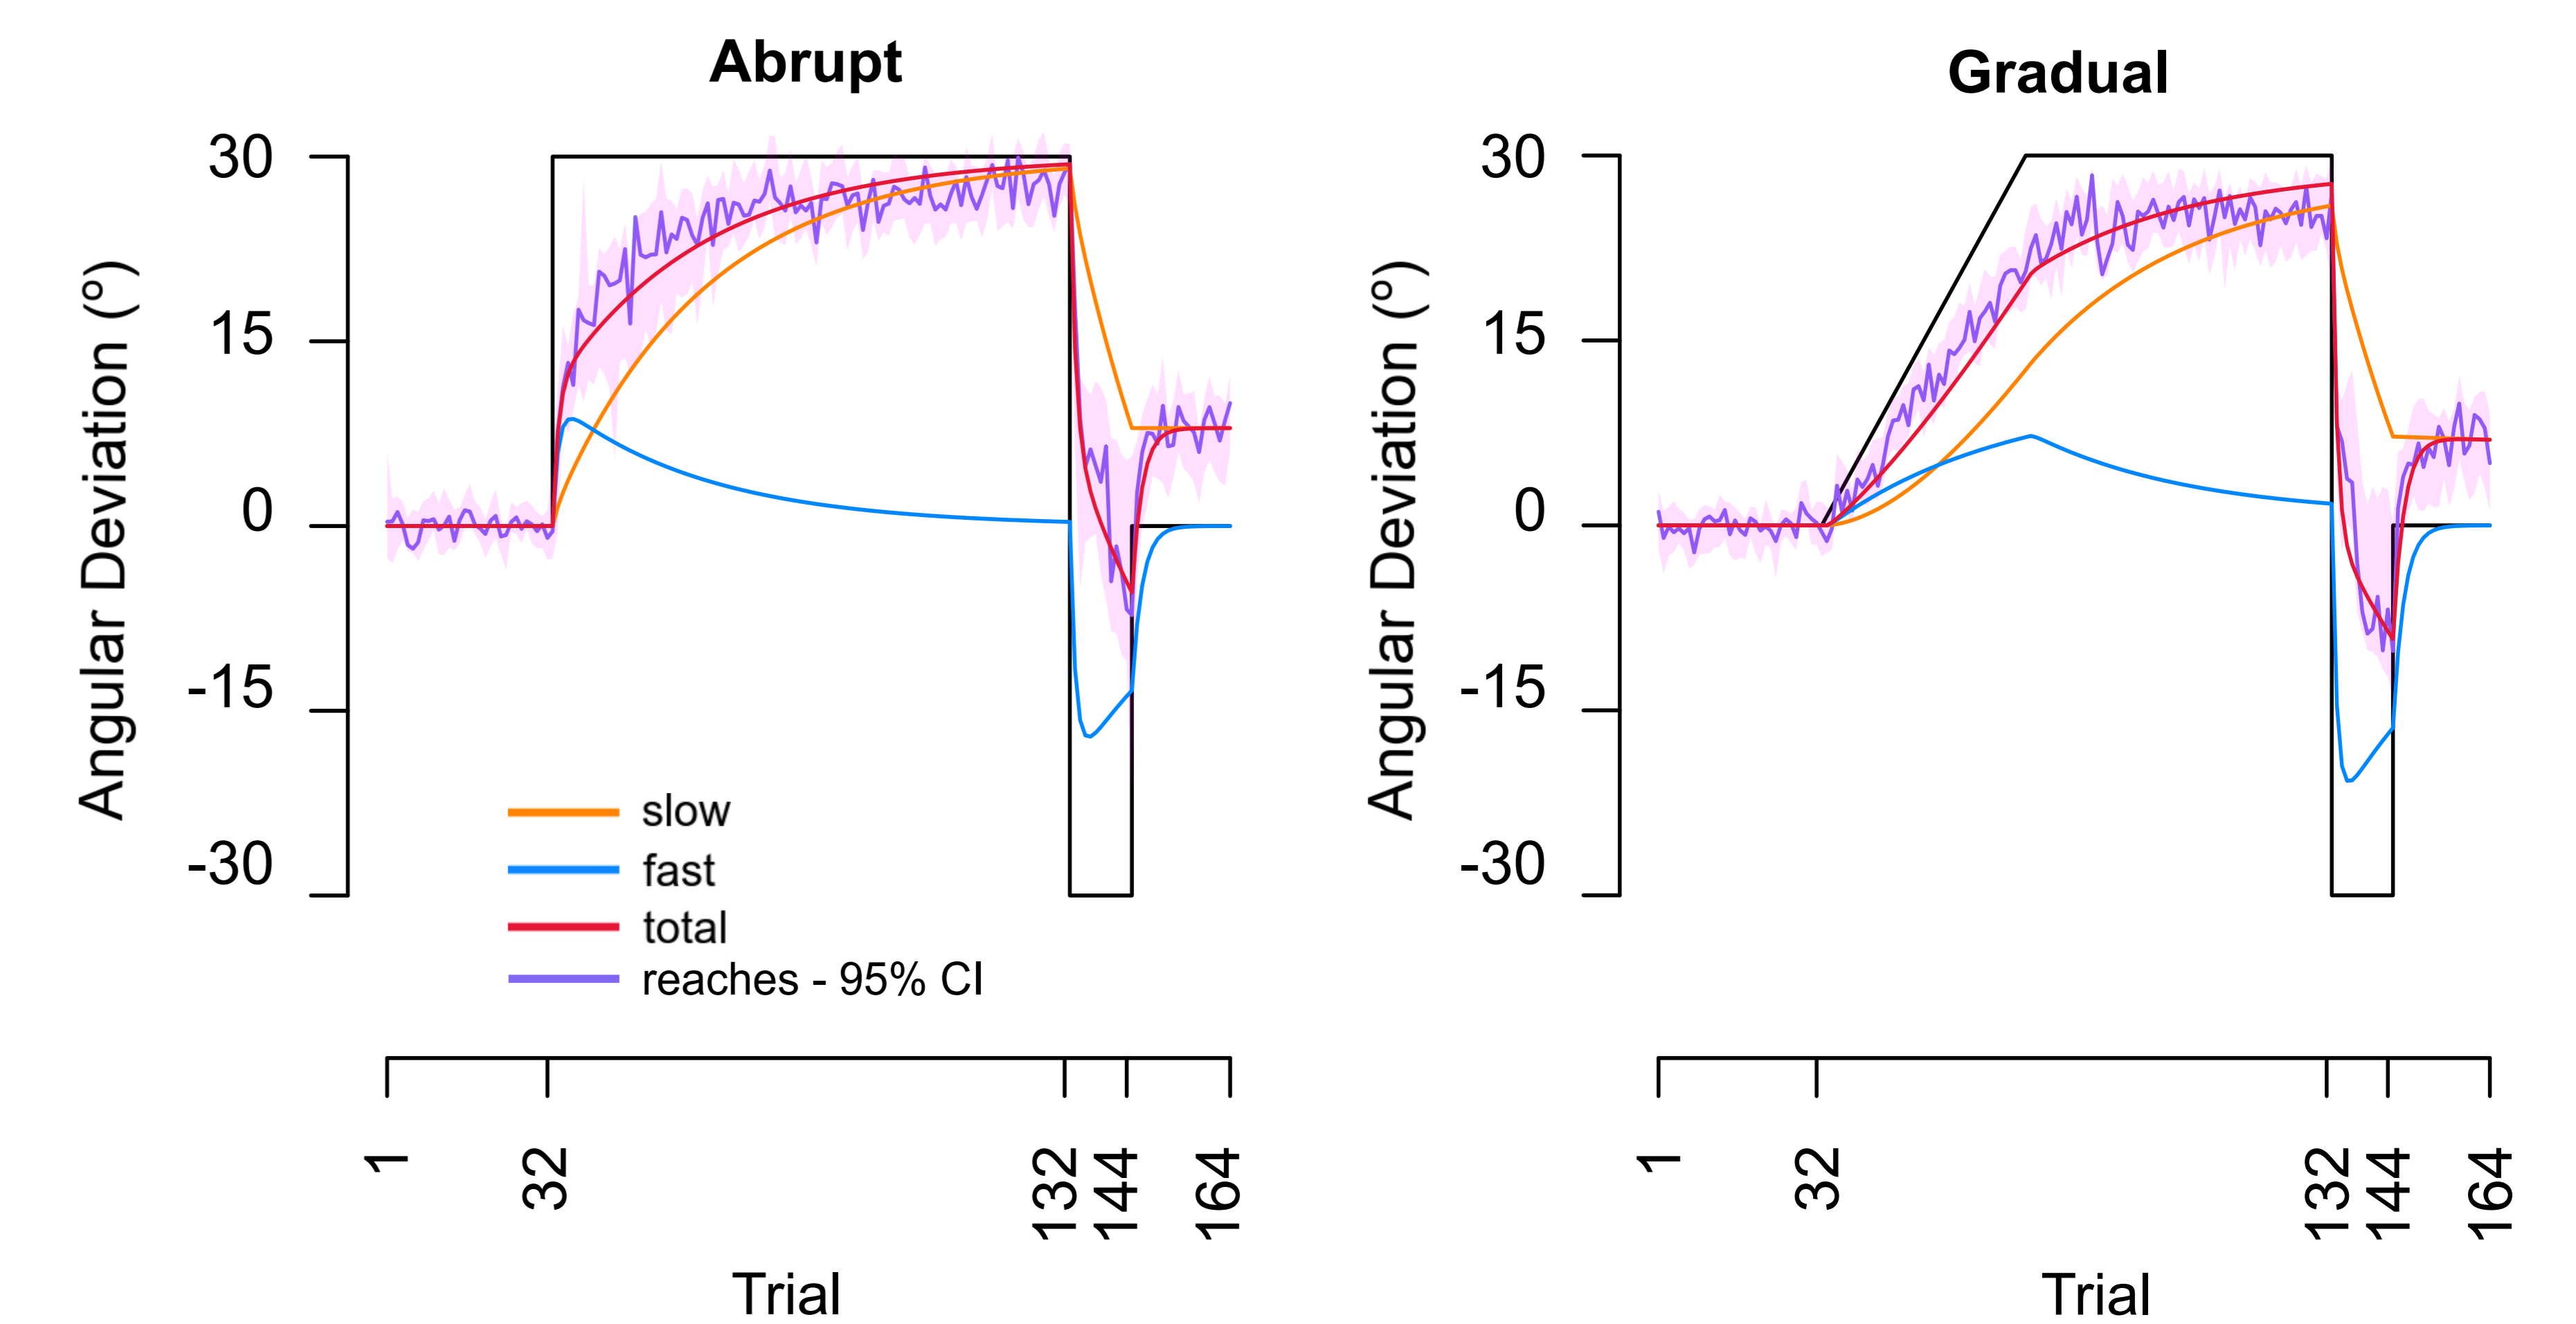 Abrupt
Angular Deviation (º)
30
15
0
-15
-30
slow
fast
total
reaches - 95% CI
1
32
132
144
164
Trial
Gradual
Angular Deviation (º)
30
15
0
-15
-30
1
32
132
144
164
Trial